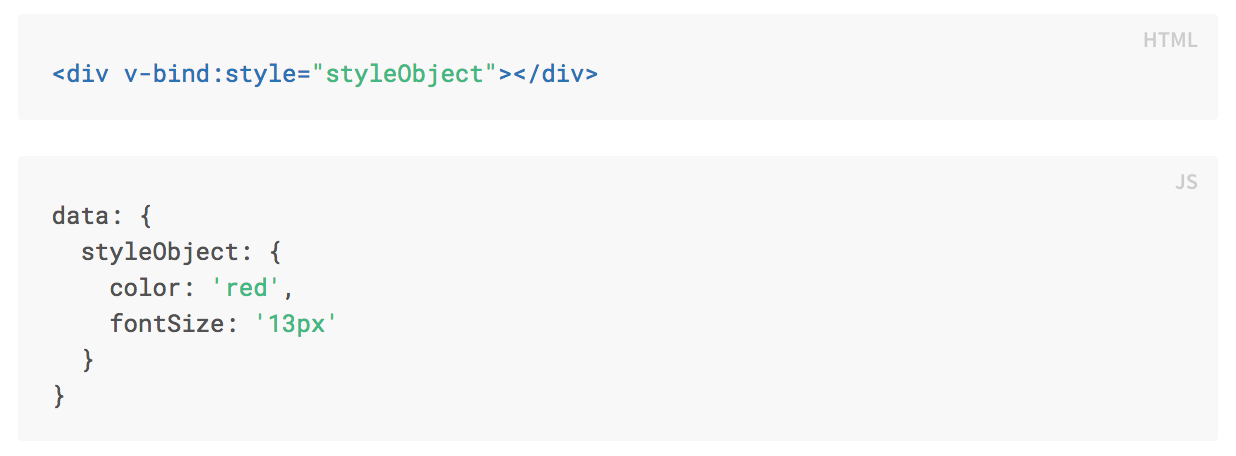 HTML
<div v-bind:style="styleObject"></div>
JS
data: {
  styleObject: {
    color: 'red',
    fontSize: '13px'
  }
}